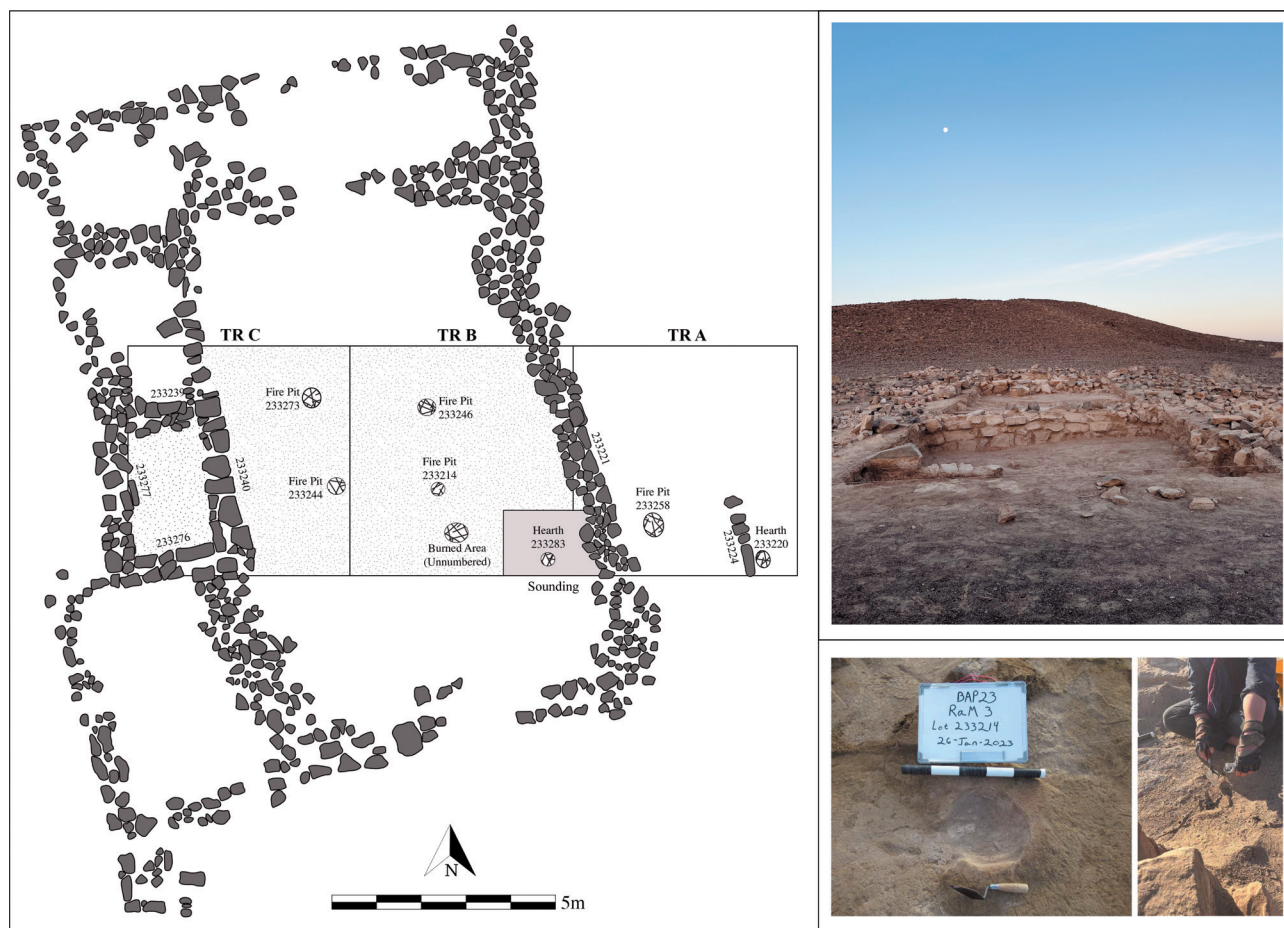 TR C
TR B
TR A
233239
Fire Pit
233273
Fire Pit
233246
233277
233240
Fire Pit
233244
Fire Pit
233214
233221
Fire Pit
233258
233276
Burned Area
(Unnumbered)
Hearth
233283
233224
Hearth
233220
Sounding
N
5m
BAP23
RaM 3
Lot 233214
26-Jan-2023